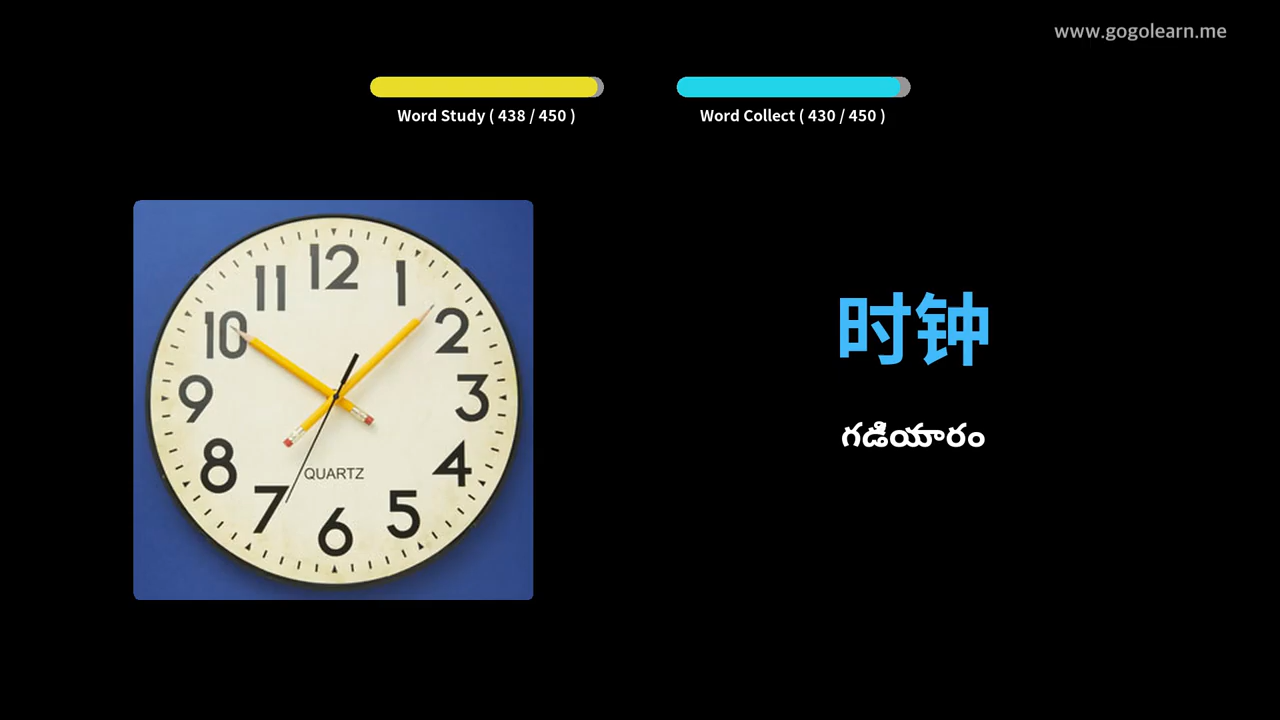 www.gogolearn.me
Word Study ( 438 / 450 )
Word Collect ( 430 / 450 )
12
11
1
10
2
9
3
8
4
7
5
6
QUARTZ
时钟
గడియారం